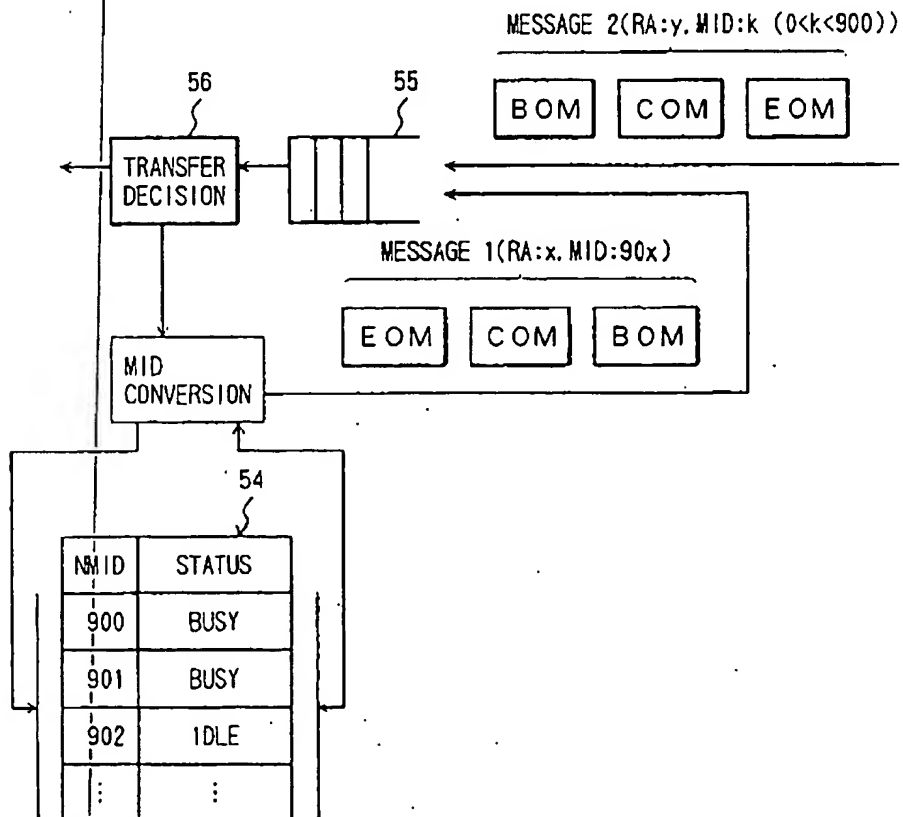 MESSAGE 2(RA:y. MID:k (0<k<900))
56
55
BOM COM EOM
TRANSFER
DECISION
MESSAGE 1(RA:x. MID:90x)
EOM COM BOM
MID
CONVERSION
54
NMID STATUS
900 BUSY
901 BUSY
902 IDLE
⋮ ⋮